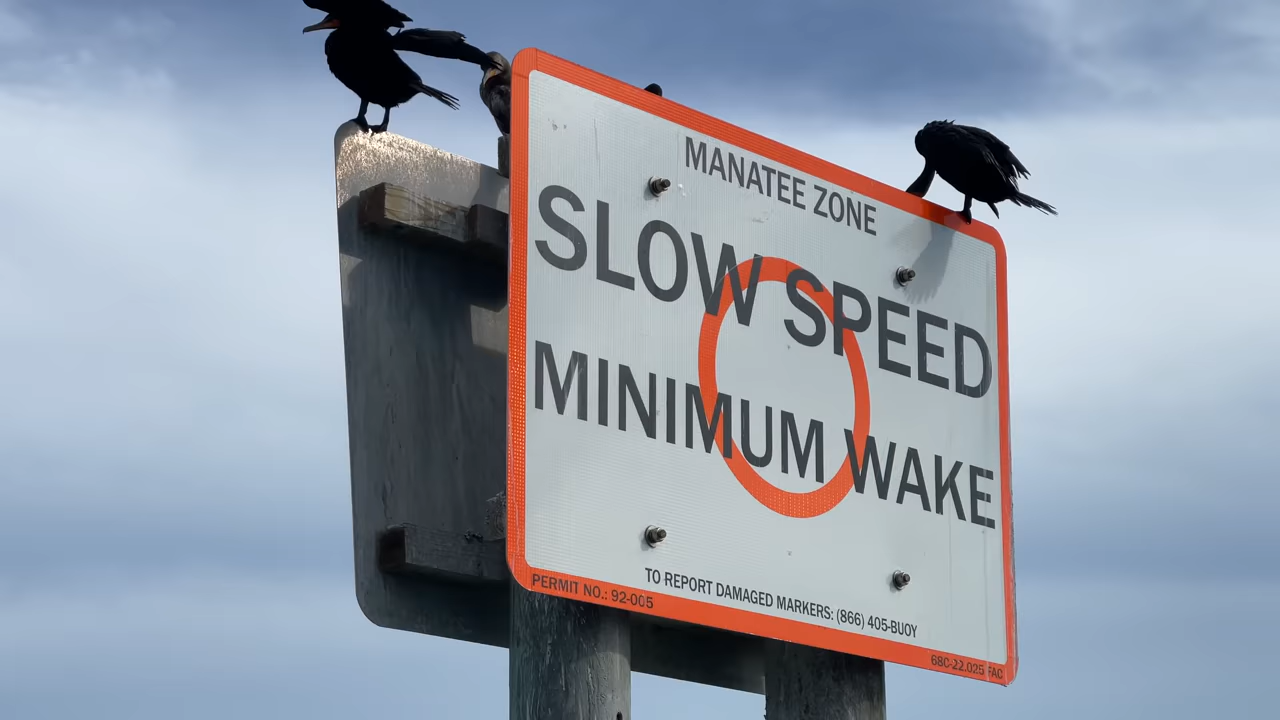 MANATEE ZONE
SLOW SPEED
MINIMUM WAKE
TO REPORT DAMAGED MARKERS: (866) 405-BUOY
PERMIT NO.: 92-005
68C-22.025 FAC